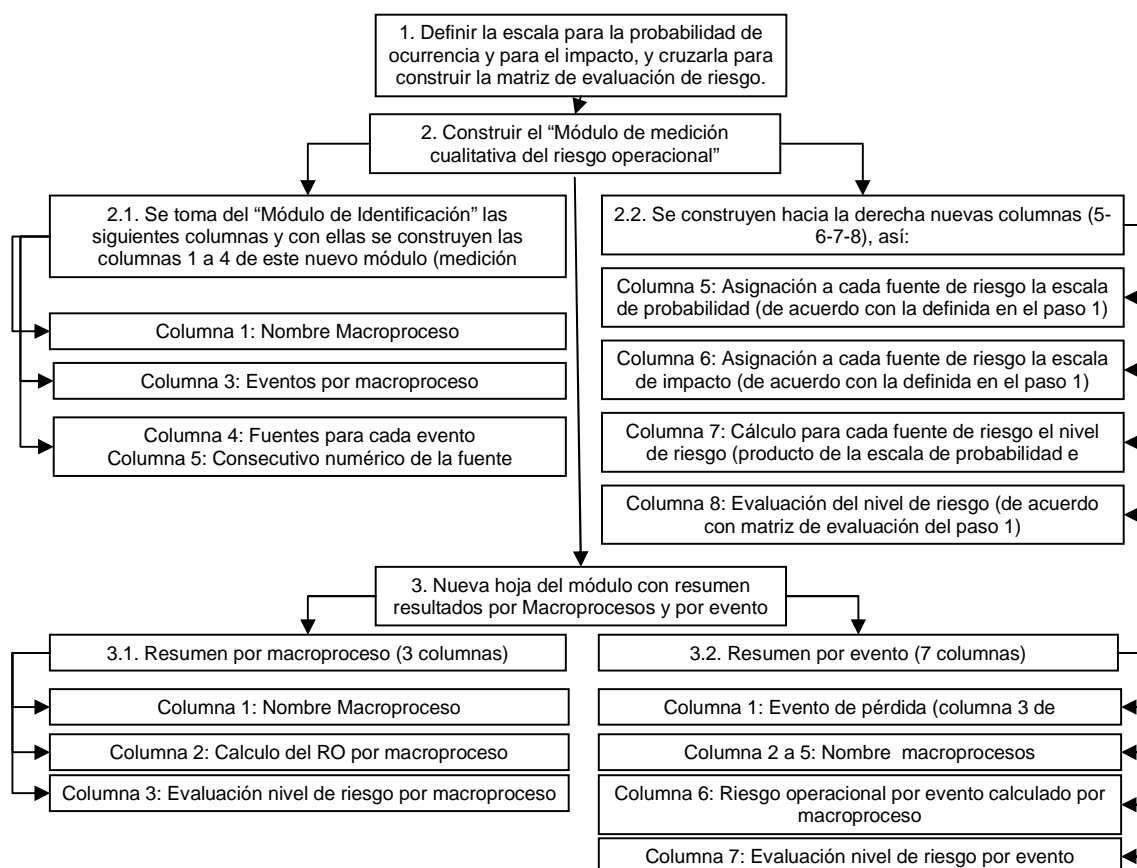 1. Definir la escala para la probabilidad de
ocurrencia y para el impacto, y cruzarla para
construir la matriz de evaluación de riesgo.
2. Construir el “Módulo de medición
cualitativa del riesgo operacional”
2.1. Se toma del “Módulo de Identificación” las
siguientes columnas y con ellas se construyen las
columnas 1 a 4 de este nuevo módulo (medición
Columna 1: Nombre Macroproceso
Columna 3: Eventos por macroproceso
Columna 4: Fuentes para cada evento
Columna 5: Consecutivo numérico de la fuente
2.2. Se construyen hacia la derecha nuevas columnas (5-
6-7-8), así:
Columna 5: Asignación a cada fuente de riesgo la escala
de probabilidad (de acuerdo con la definida en el paso 1)
Columna 6: Asignación a cada fuente de riesgo la escala
de impacto (de acuerdo con la definida en el paso 1)
Columna 7: Cálculo para cada fuente de riesgo el nivel
de riesgo (producto de la escala de probabilidad e
Columna 8: Evaluación del nivel de riesgo (de acuerdo
con matriz de evaluación del paso 1)
3. Nueva hoja del módulo con resumen
resultados por Macroprocesos y por evento
3.1. Resumen por macroproceso (3 columnas)
Columna 1: Nombre Macroproceso
Columna 2: Calculo del RO por macroproceso
Columna 3: Evaluación nivel de riesgo por macroproceso
3.2. Resumen por evento (7 columnas)
Columna 1: Evento de pérdida (columna 3 de
Columna 2 a 5: Nombre macroprocesos
Columna 6: Riesgo operacional por evento calculado por
macroproceso
Columna 7: Evaluación nivel de riesgo por evento